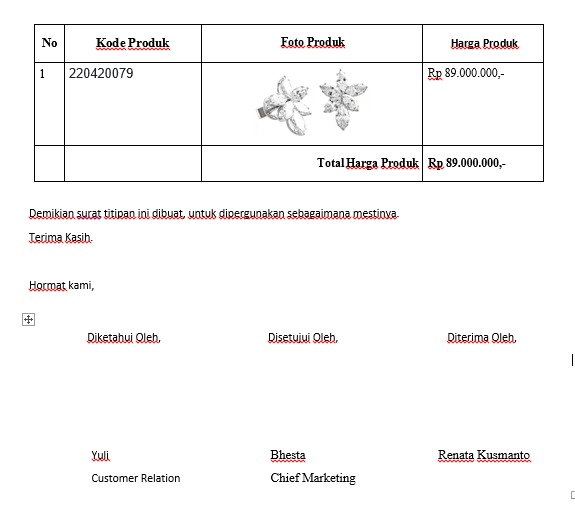 No Kode Produk Foto Produk Harga Produk
1 220420079 Rp 89.000.000,-
Total Harga Produk Rp 89.000.000,-
Demikian surat titipan ini dibuat, untuk dipergunakan sebagaimana mestinya.
Terima Kasih.
Hormat kami,
Diketahui Oleh, Disetujui Oleh, Diterima Oleh,
Yuli Bhesta Renata Kusmanto
Customer Relation Chief Marketing